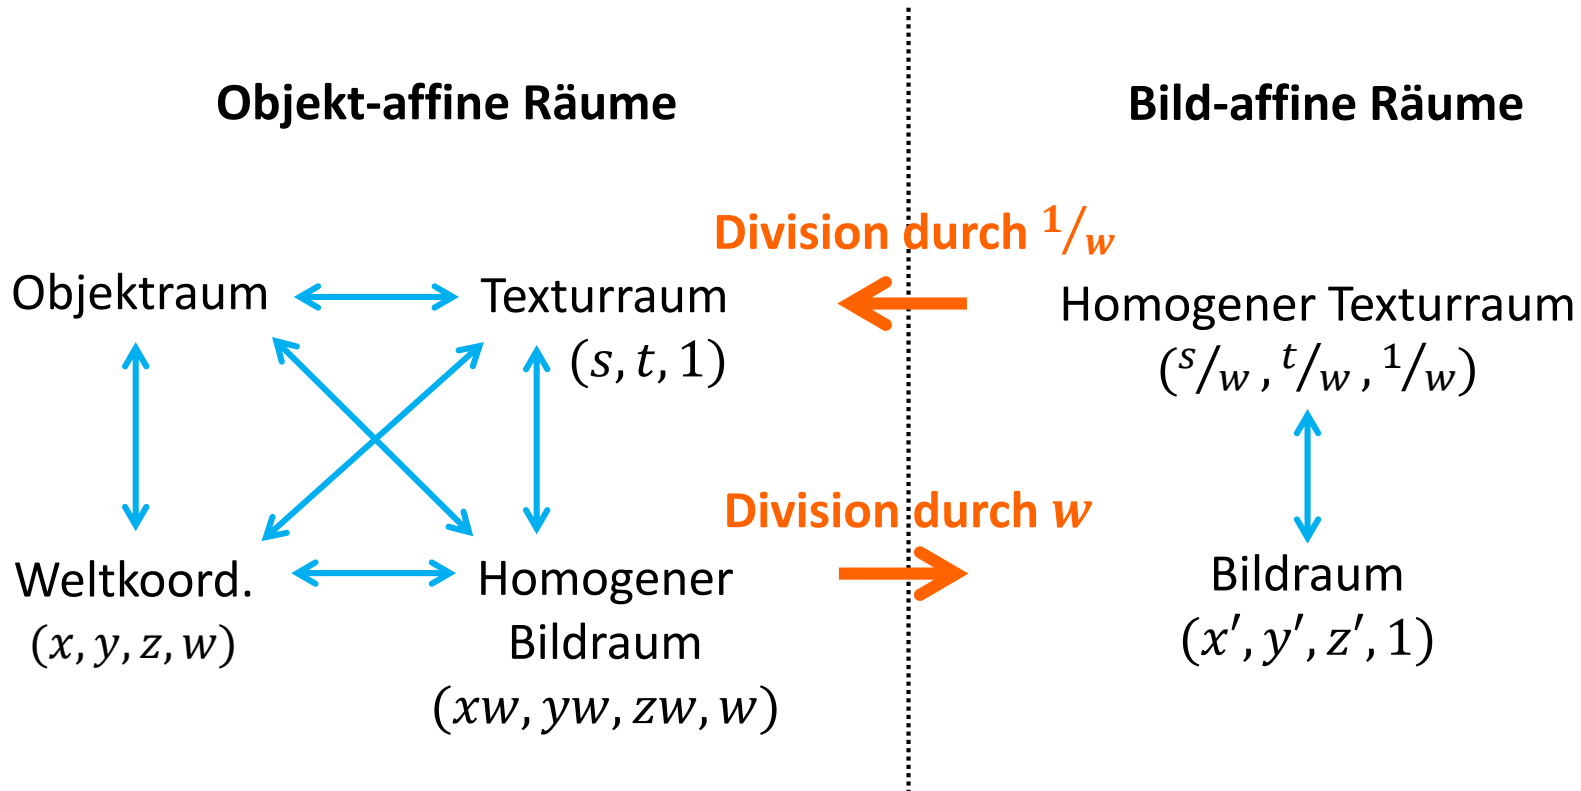 Objekt-affine Räume
Bild-affine Räume
Division durch 1/w
Objektraum
Texturraum
(s, t, 1)
Homogener Texturraum
(s/w , t/w , 1/w)
Division durch w
Weltkoord.
(x, y, z, w)
Homogener
Bildraum
(xw, yw, zw, w)
Bildraum
(x′, y′, z′, 1)